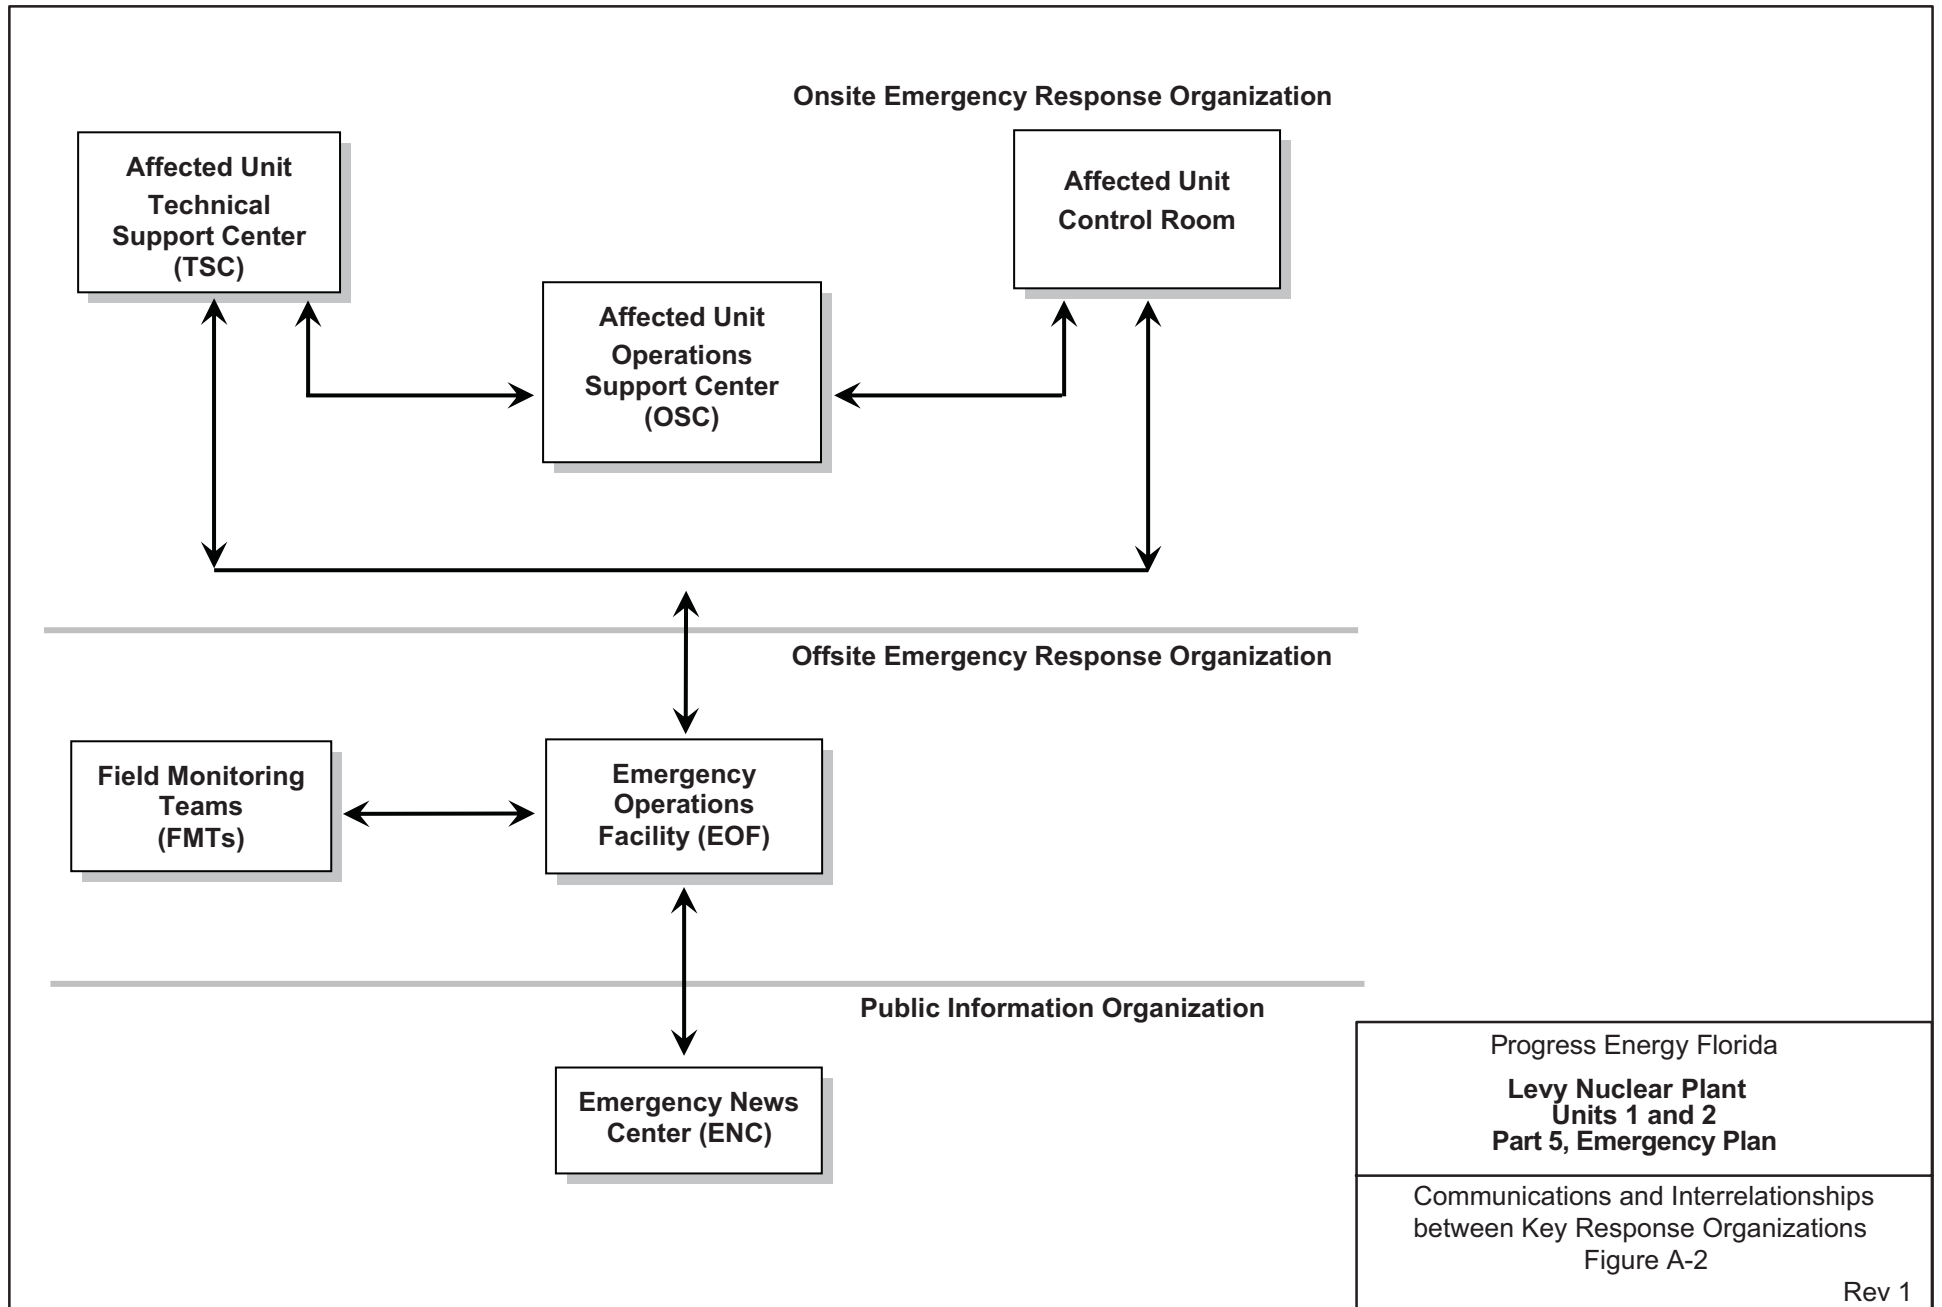 Onsite Emergency Response Organization
Affected Unit
Technical
Support Center
(TSC)
Affected Unit
Control Room
Affected Unit
Operations
Support Center
(OSC)
Offsite Emergency Response Organization
Field Monitoring
Teams
(FMTs)
Emergency
Operations
Facility (EOF)
Public Information Organization
Emergency News
Center (ENC)
Progress Energy Florida
Levy Nuclear Plant
Units 1 and 2
Part 5, Emergency Plan
Communications and Interrelationships
between Key Response Organizations
Figure A-2
Rev 1